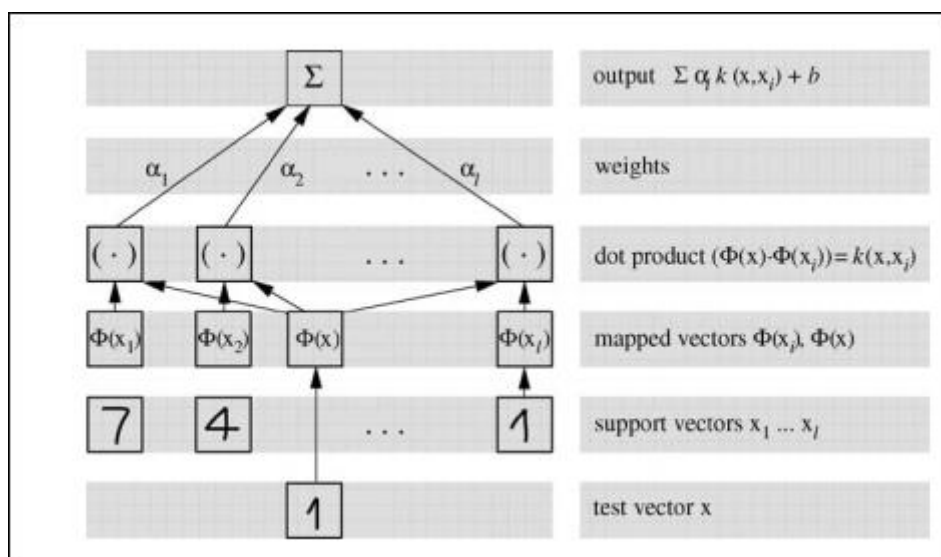 Σ output Σ αᵢ k (x,xᵢ) + b
α₁ α₂ . . . αₗ weights
( · ) ( · ) . . . ( · ) dot product (Φ(x)-Φ(xᵢ))= k(x,xᵢ)
Φ(x₁) Φ(x₂) Φ(x) Φ(xₗ) mapped vectors Φ(xᵢ), Φ(x)
7 4 . . . 1 support vectors x₁ ... xₗ
1 test vector x